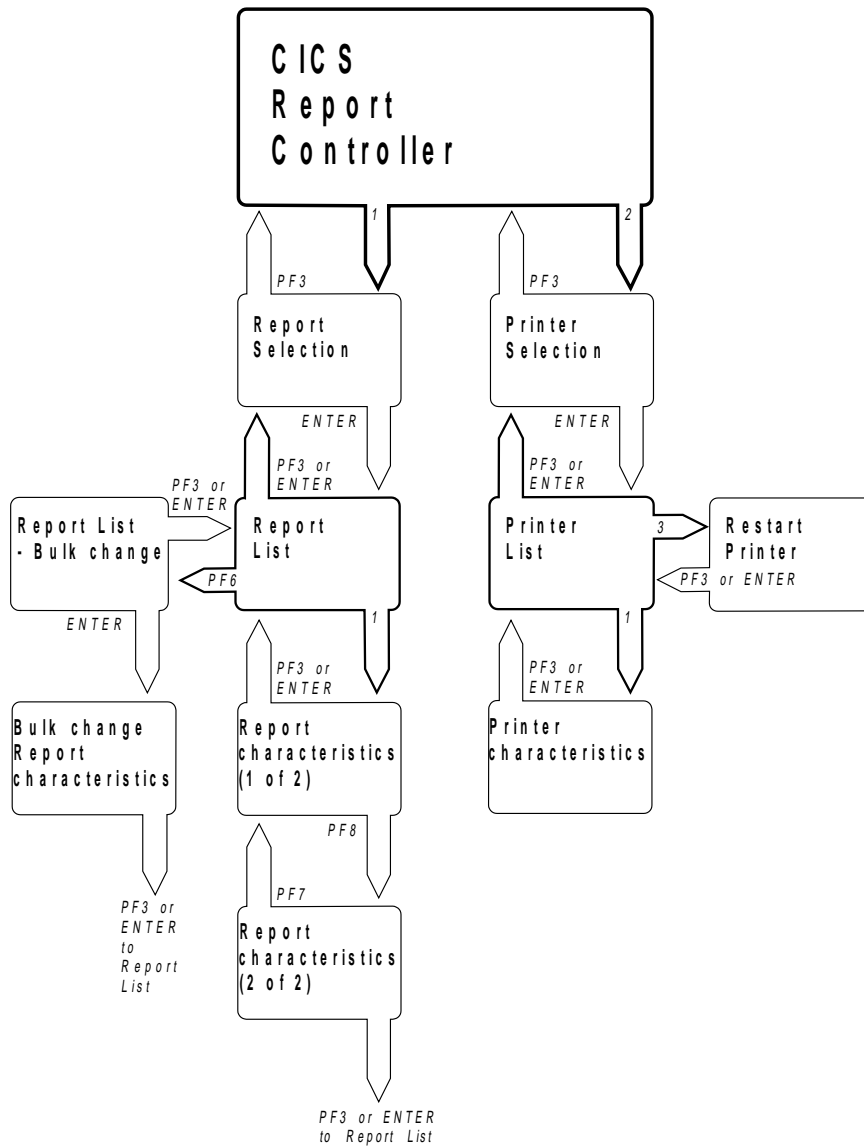 CICS
Report
Controller
1
2
PF3
PF3
Report
Selection
Printer
Selection
ENTER
ENTER
PF3 or
ENTER
PF3 or
ENTER
PF3 or
ENTER
Report List
- Bulk change
Report
List
PF6
Printer
List
3
Restart
Printer
PF3 or ENTER
ENTER
1
1
PF3 or
ENTER
PF3 or
ENTER
Bulk change
Report
characteristics
Report
characteristics
(1 of 2)
Printer
characteristics
PF8
PF7
PF3 or
ENTER
to
Report
List
Report
characteristics
(2 of 2)
PF3 or ENTER
to Report List